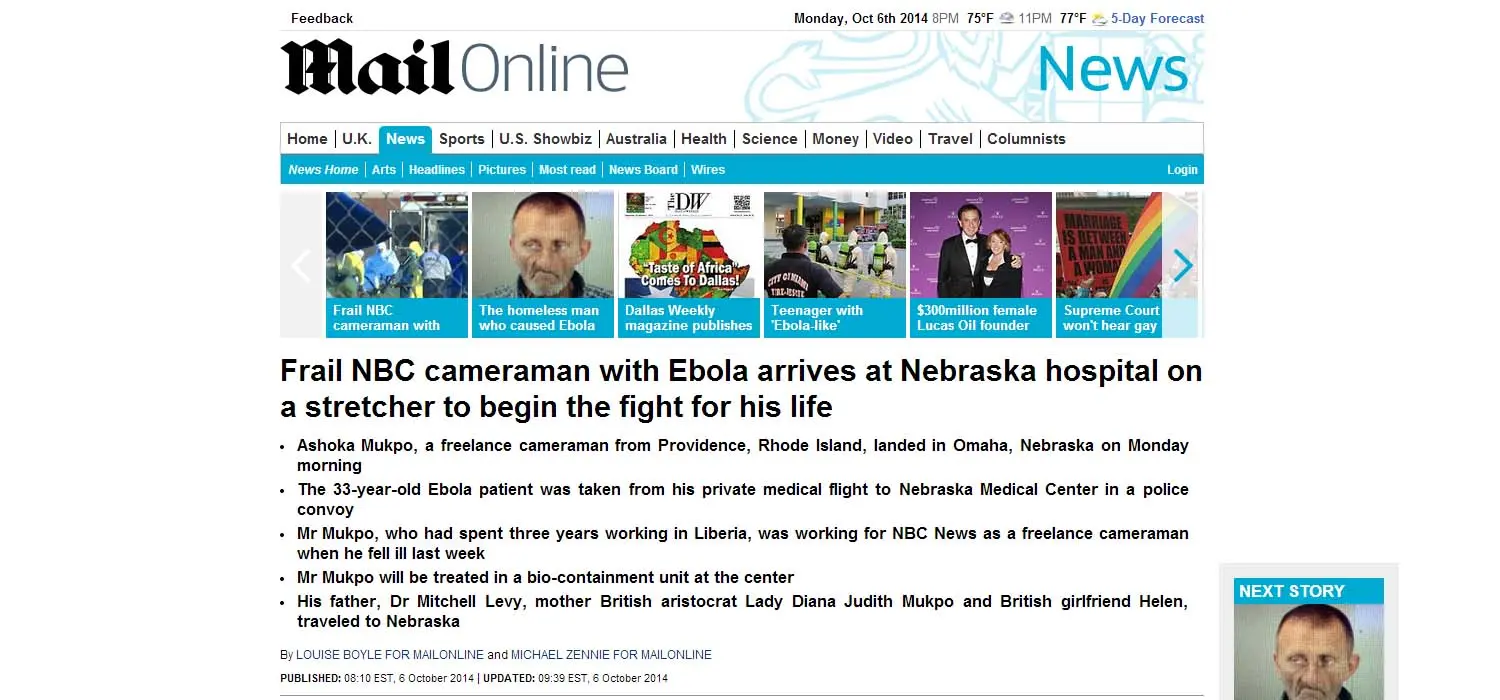 Feedback
Monday, Oct 6th 2014 8PM 75°F 11PM 77°F 5-Day Forecast
Mail Online
News
Home U.K. News Sports U.S. Showbiz Australia Health Science Money Video Travel Columnists
News Home Arts Headlines Pictures Most read News Board Wires
Login
The DW
"Taste of Africa"
Comes To Dallas!
CITY OF MIAMI
FIRE-RESCUE
MARRIAGE
IS BETWEEN
A MAN AND
A WOMAN
Frail NBC
cameraman with
The homeless man
who caused Ebola
Dallas Weekly
magazine publishes
Teenager with
'Ebola-like'
$300million female
Lucas Oil founder
Supreme Court
won't hear gay
Frail NBC cameraman with Ebola arrives at Nebraska hospital on
a stretcher to begin the fight for his life
• Ashoka Mukpo, a freelance cameraman from Providence, Rhode Island, landed in Omaha, Nebraska on Monday
morning
• The 33-year-old Ebola patient was taken from his private medical flight to Nebraska Medical Center in a police
convoy
• Mr Mukpo, who had spent three years working in Liberia, was working for NBC News as a freelance cameraman
when he fell ill last week
• Mr Mukpo will be treated in a bio-containment unit at the center
• His father, Dr Mitchell Levy, mother British aristocrat Lady Diana Judith Mukpo and British girlfriend Helen,
traveled to Nebraska
By LOUISE BOYLE FOR MAILONLINE and MICHAEL ZENNIE FOR MAILONLINE
PUBLISHED: 08:10 EST, 6 October 2014 | UPDATED: 09:39 EST, 6 October 2014
NEXT STORY